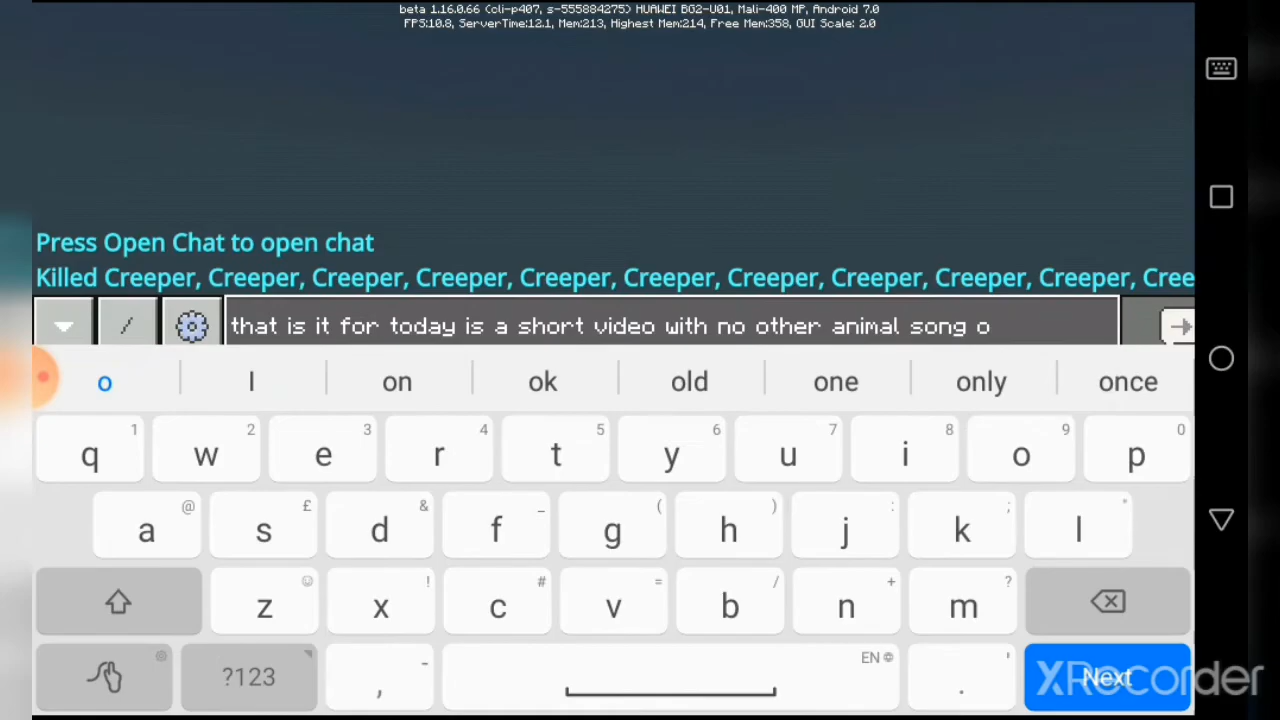 beta 1.16.0.66 (cli-p407, s-555884275) HUAWEI BG2-U01, Mali-400 MP, Android 7.0
FPS:10.8, ServerTime:12.1, Mem:213, Highest Mem:214, Free Mem:358, GUI Scale: 2.0
Press Open Chat to open chat
Killed Creeper, Creeper, Creeper, Creeper, Creeper, Creeper, Creeper, Creeper, Creeper, Creeper, Cree
/ that is it for today is a short video with no other animal song o
o I on ok old one only once
q 1 w 2 e 3 r 4 t 5 y 6 u 7 i 8 o 9 p 0
a @ s £ d & f _ g ( h ) j : k ; l "
z x ! c # v = b / n + m ?
?123 , - EN . ' Next
XRecorder